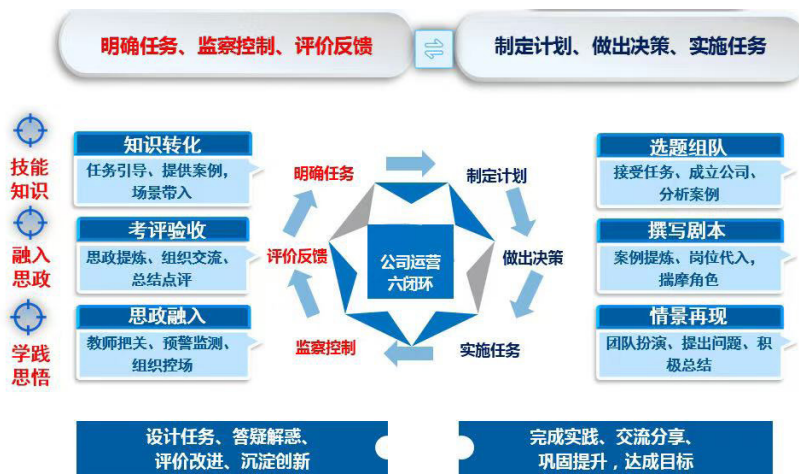 明确任务、监察控制、评价反馈
制定计划、做出决策、实施任务
技能
知识
融入
思政
学践
思悟
知识转化
任务引导、提供案例，
场景带入
考评验收
思政提炼、组织交流、
总结点评
思政融入
教师把关、预警监测、
组织控场
明确任务
制定计划
评价反馈
公司运营
六闭环
做出决策
监察控制
实施任务
选题组队
接受任务、成立公司、
分析案例
撰写剧本
案例提炼、岗位代入，
揣摩角色
情景再现
团队扮演、提出问题、积
极总结
设计任务、答疑解惑、
评价改进、沉淀创新
完成实践、交流分享、
巩固提升，达成目标